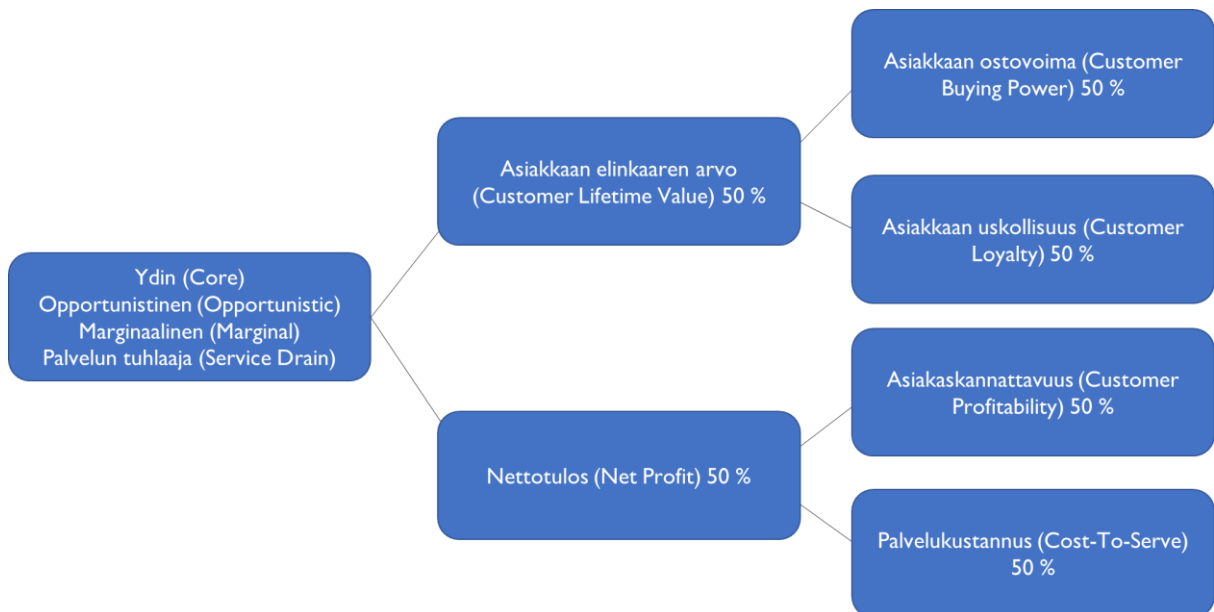 Asiakkaan ostovoima (Customer
Buying Power) 50 %
Asiakkaan elinkaaren arvo
(Customer Lifetime Value) 50 %
Asiakkaan uskollisuus (Customer
Loyalty) 50 %
Ydin (Core)
Opportunistinen (Opportunistic)
Marginaalinen (Marginal)
Palvelun tuhlaaja (Service Drain)
Asiakaskannattavuus (Customer
Profitability) 50 %
Nettotulos (Net Profit) 50 %
Palvelukustannus (Cost-To-Serve)
50 %